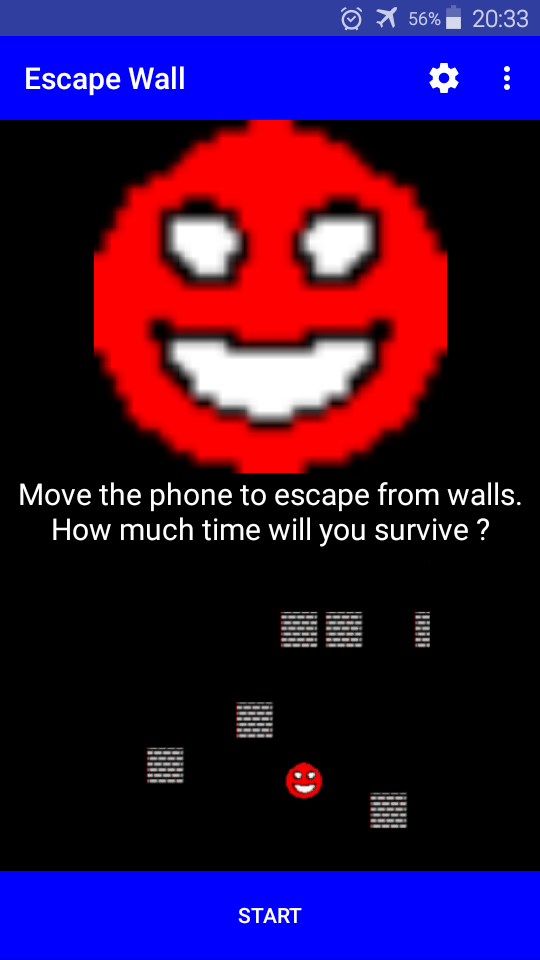 56% 20:33
Escape Wall
Move the phone to escape from walls.
How much time will you survive ?
START